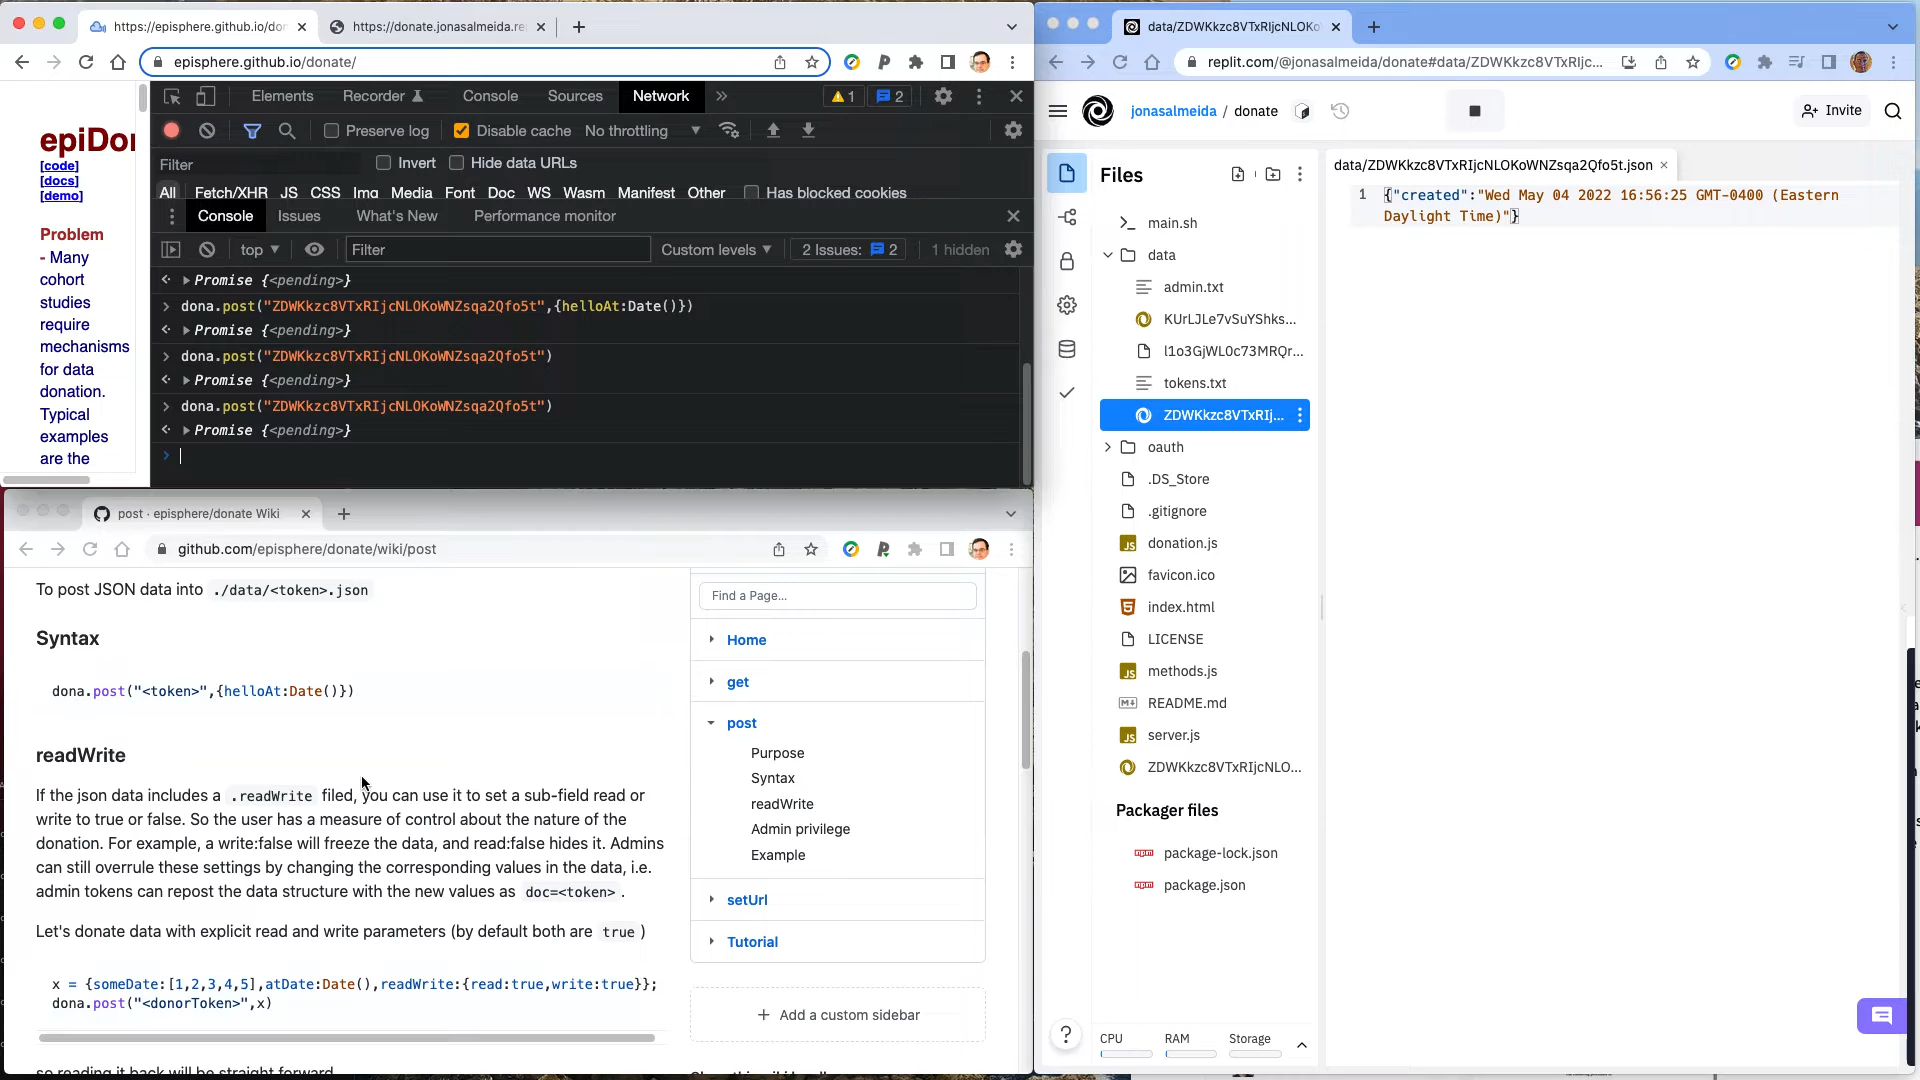 https://episphere.github.io/don
https://donate.jonasalmeida.re
episphere.github.io/donate/
Elements
Recorder
Console
Sources
Network
1
2
Preserve log
Disable cache
No throttling
Filter
Invert
Hide data URLs
All
Fetch/XHR
JS
CSS
Img
Media
Font
Doc
WS
Wasm
Manifest
Other
Has blocked cookies
Console
Issues
What's New
Performance monitor
top
Filter
Custom levels
2 Issues:
2
1 hidden
Promise {<pending>}
dona.post("ZDWKkzc8VTxRIjcNLOKoWNZsqa2Qfo5t",{helloAt:Date()})
Promise {<pending>}
dona.post("ZDWKkzc8VTxRIjcNLOKoWNZsqa2Qfo5t")
Promise {<pending>}
dona.post("ZDWKkzc8VTxRIjcNLOKoWNZsqa2Qfo5t")
Promise {<pending>}
epiDon
[code]
[docs]
[demo]
Problem
- Many
cohort
studies
require
mechanisms
for data
donation.
Typical
examples
are the
post · episphere/donate Wiki
github.com/episphere/donate/wiki/post
To post JSON data into ./data/<token>.json
Syntax
dona.post("<token>",{helloAt:Date()})
readWrite
If the json data includes a .readWrite filed, you can use it to set a sub-field read or
write to true or false. So the user has a measure of control about the nature of the
donation. For example, a write:false will freeze the data, and read:false hides it. Admins
can still overrule these settings by changing the corresponding values in the data, i.e.
admin tokens can repost the data structure with the new values as doc=<token> .
Let's donate data with explicit read and write parameters (by default both are true )
x = {someDate:[1,2,3,4,5],atDate:Date(),readWrite:{read:true,write:true}};
dona.post("<donorToken>",x)
so reading it back will be straight forward
Find a Page...
Home
get
post
Purpose
Syntax
readWrite
Admin privilege
Example
setUrl
Tutorial
+ Add a custom sidebar
data/ZDWKkzc8VTxRIjcNLOKo
replit.com/@jonasalmeida/donate#data/ZDWKkzc8VTxRIjc...
jonasalmeida / donate
Invite
Files
main.sh
data
admin.txt
KUrLJLe7vSuYShks...
l1o3GjWL0c73MRQr...
tokens.txt
ZDWKkzc8VTxRIj...
oauth
.DS_Store
.gitignore
donation.js
favicon.ico
index.html
LICENSE
methods.js
README.md
server.js
ZDWKkzc8VTxRIjcNLO...
Packager files
package-lock.json
package.json
?
CPU
RAM
Storage
data/ZDWKkzc8VTxRIjcNLOKoWNZsqa2Qfo5t.json
1
{"created":"Wed May 04 2022 16:56:25 GMT-0400 (Eastern
Daylight Time)"}